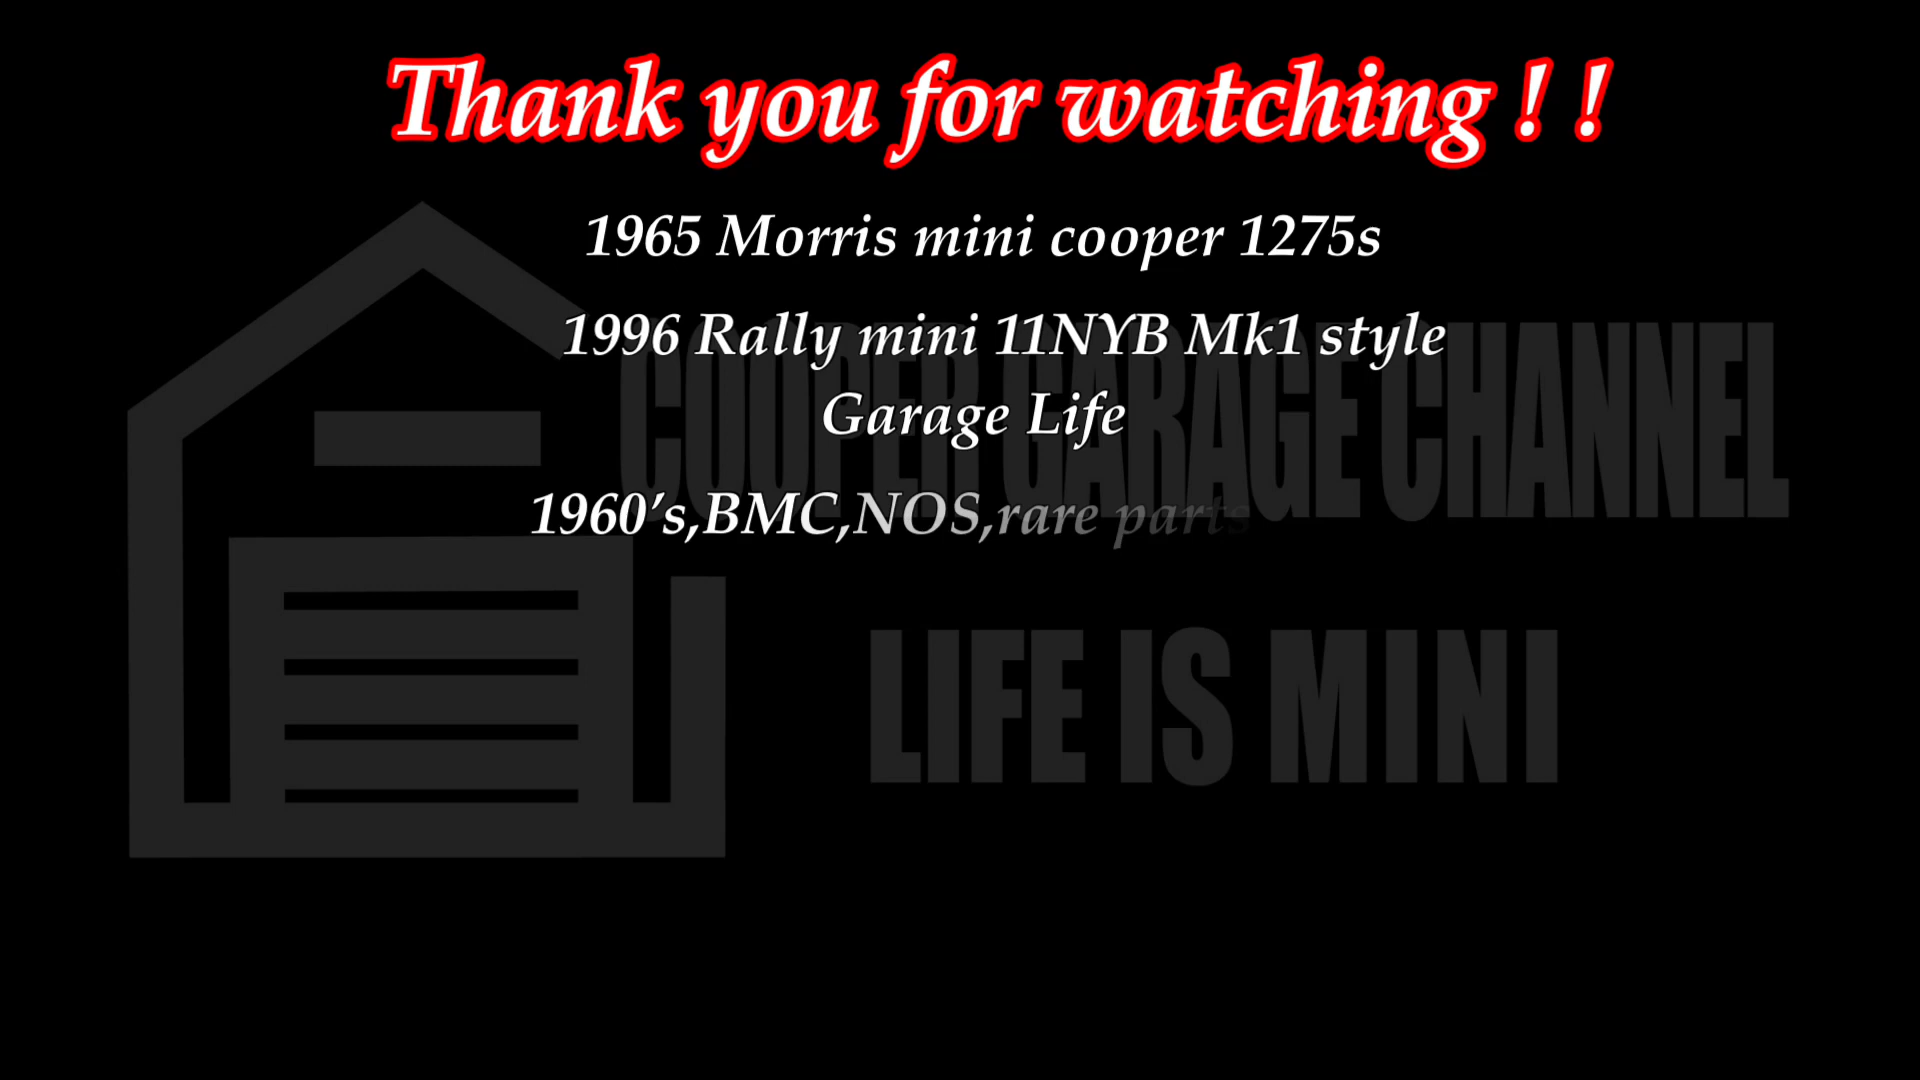 Thank you for watching ! !
1965 Morris mini cooper 1275s
1996 Rally mini 11NYB Mk1 style
Garage Life
1960’s,BMC,NOS,rare parts
COOPER GARAGE CHANNEL
LIFE IS MINI